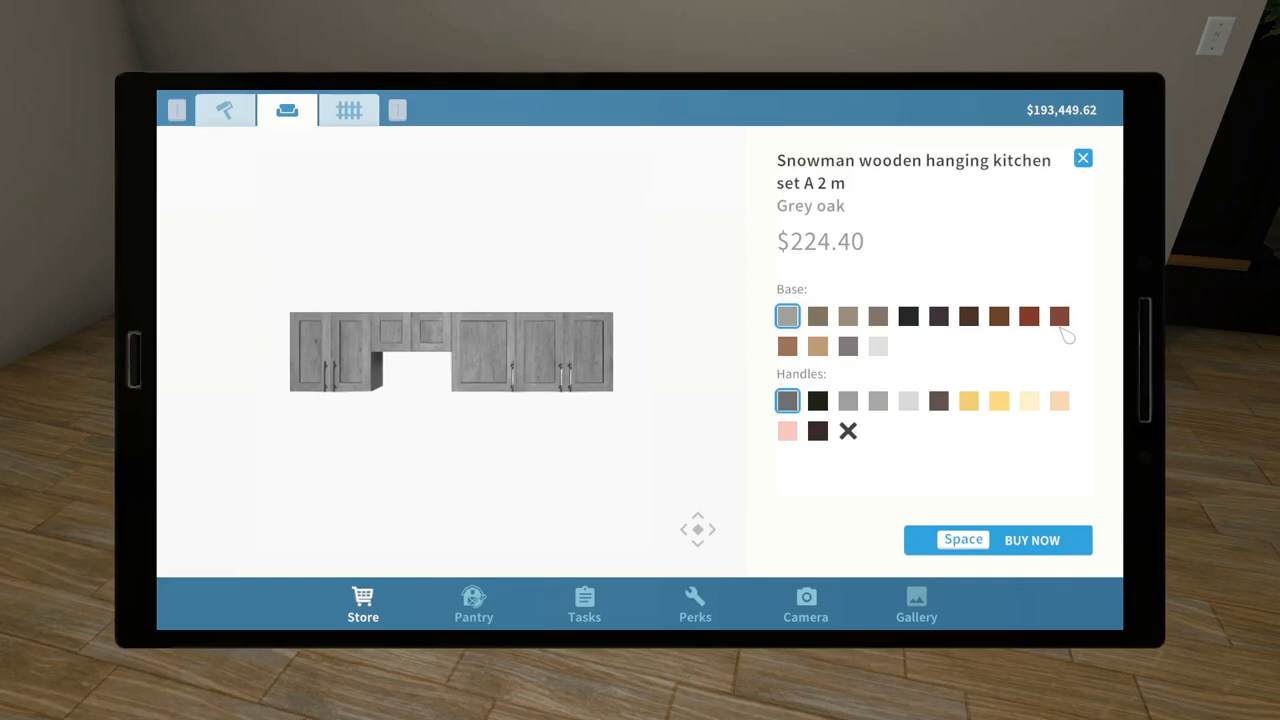 $193,449.62
Snowman wooden hanging kitchen
set A 2 m
Grey oak
$224.40
Base:
Handles:
Space BUY NOW
Store Pantry Tasks Perks Camera Gallery